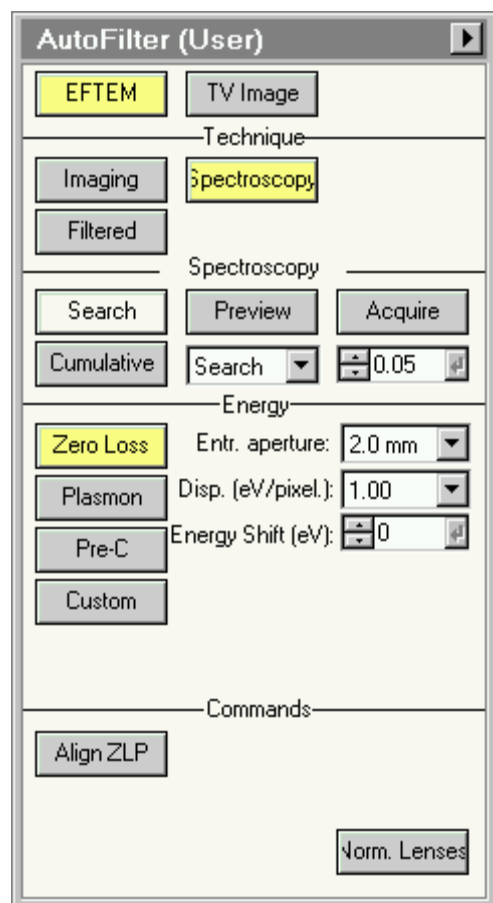 AutoFilter (User)
EFTEM TV Image
Technique
Imaging Spectroscopy
Filtered
Spectroscopy
Search Preview Acquire
Cumulative Search 0.05
Energy
Zero Loss Entr. aperture: 2.0 mm
Plasmon Disp. (eV/pixel.): 1.00
Pre-C Energy Shift (eV): 0
Custom
Commands
Align ZLP
Norm. Lenses